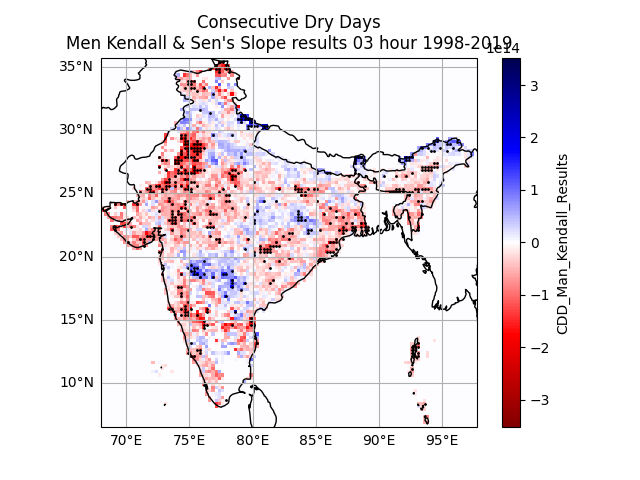 Consecutive Dry Days
Men Kendall & Sen's Slope results 03 hour 1998-2019
1e14
35°N
30°N
25°N
20°N
15°N
10°N
70°E 75°E 80°E 85°E 90°E 95°E
3
2
1
0
−1
−2
−3
CDD_Man_Kendall_Results